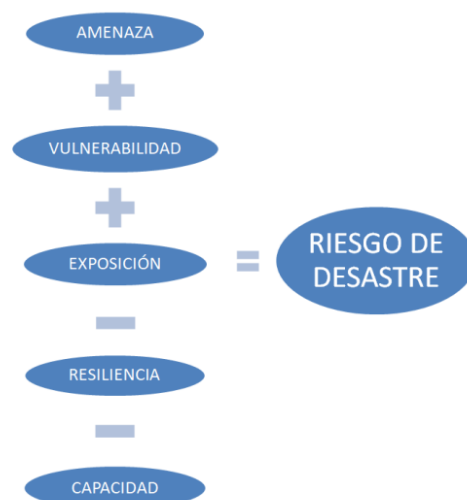 AMENAZA
+
VULNERABILIDAD
+
EXPOSICIÓN
=
RIESGO DE
DESASTRE
−
RESILIENCIA
−
CAPACIDAD